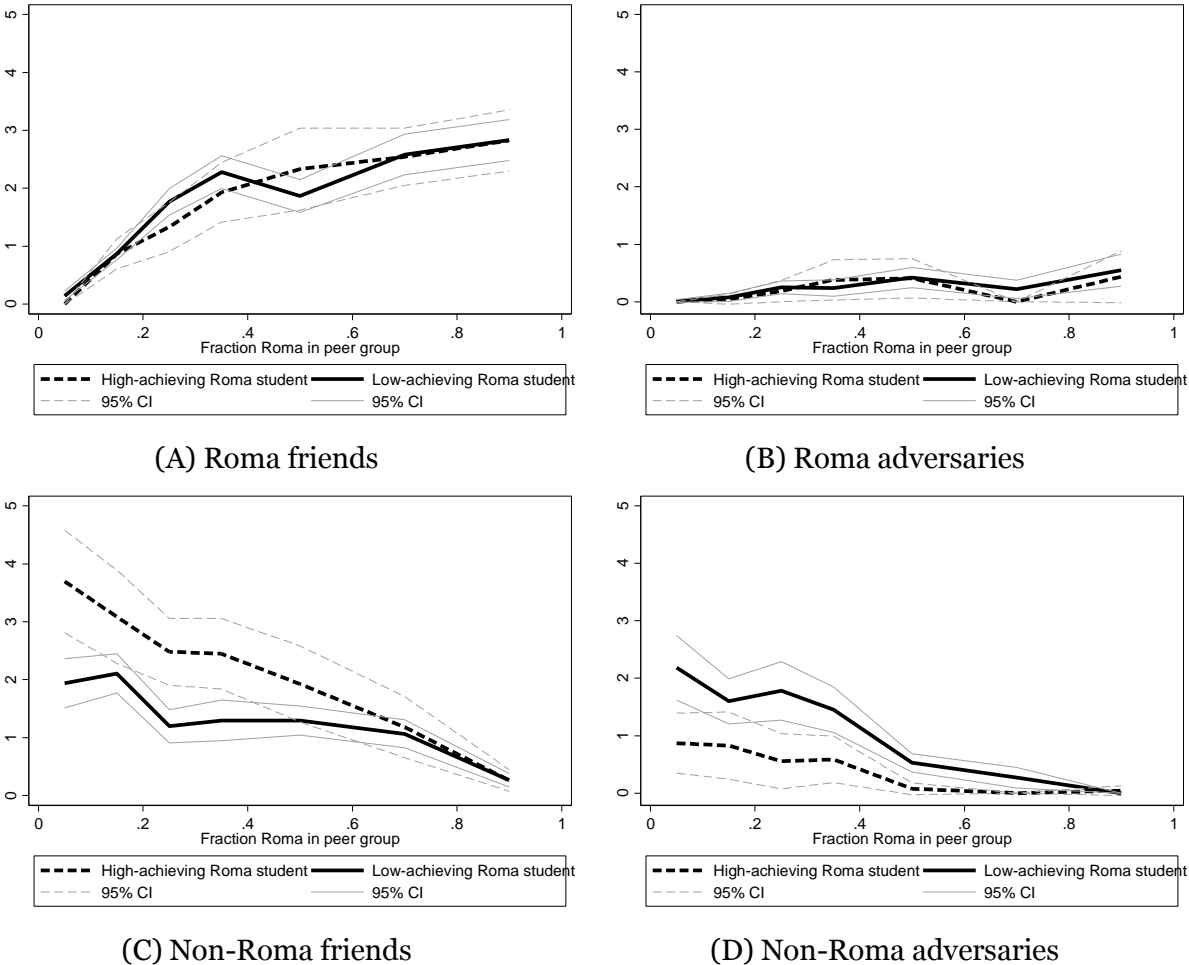 5
4
3
2
1
0
0 .2 .4 .6 .8 1
Fraction Roma in peer group
High-achieving Roma student Low-achieving Roma student
95% CI 95% CI
(A) Roma friends
5
4
3
2
1
0
0 .2 .4 .6 .8 1
Fraction Roma in peer group
High-achieving Roma student Low-achieving Roma student
95% CI 95% CI
(B) Roma adversaries
5
4
3
2
1
0
0 .2 .4 .6 .8 1
Fraction Roma in peer group
High-achieving Roma student Low-achieving Roma student
95% CI 95% CI
(C) Non-Roma friends
5
4
3
2
1
0
0 .2 .4 .6 .8 1
Fraction Roma in peer group
High-achieving Roma student Low-achieving Roma student
95% CI 95% CI
(D) Non-Roma adversaries